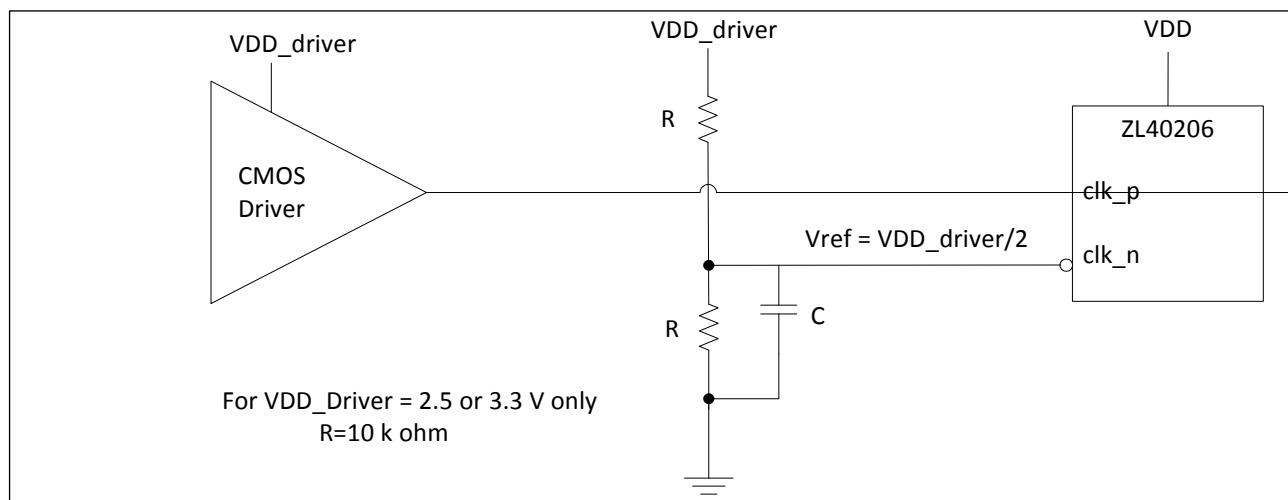 VDD_driver
VDD_driver
VDD
R
ZL40206
CMOS
Driver
clk_p
Vref = VDD_driver/2
clk_n
R
C
For VDD_Driver = 2.5 or 3.3 V only
R=10 k ohm